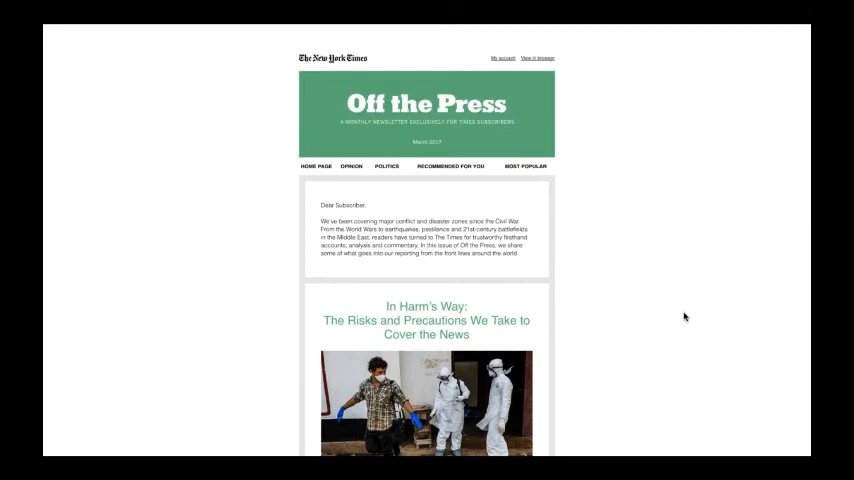 The New York Times
My account View in browser
Off the Press
A MONTHLY NEWSLETTER EXCLUSIVELY FOR TIMES SUBSCRIBERS
March 2017
HOME PAGE OPINION POLITICS RECOMMENDED FOR YOU MOST POPULAR
Dear Subscriber,
We've been covering major conflict and disaster zones since the Civil War.
From the World Wars to earthquakes, pestilence and 21st-century battlefields
in the Middle East, readers have turned to The Times for trustworthy firsthand
accounts, analysis and commentary. In this issue of Off the Press, we share
some of what goes into our reporting from the front lines around the world.
In Harm's Way:
The Risks and Precautions We Take to
Cover the News